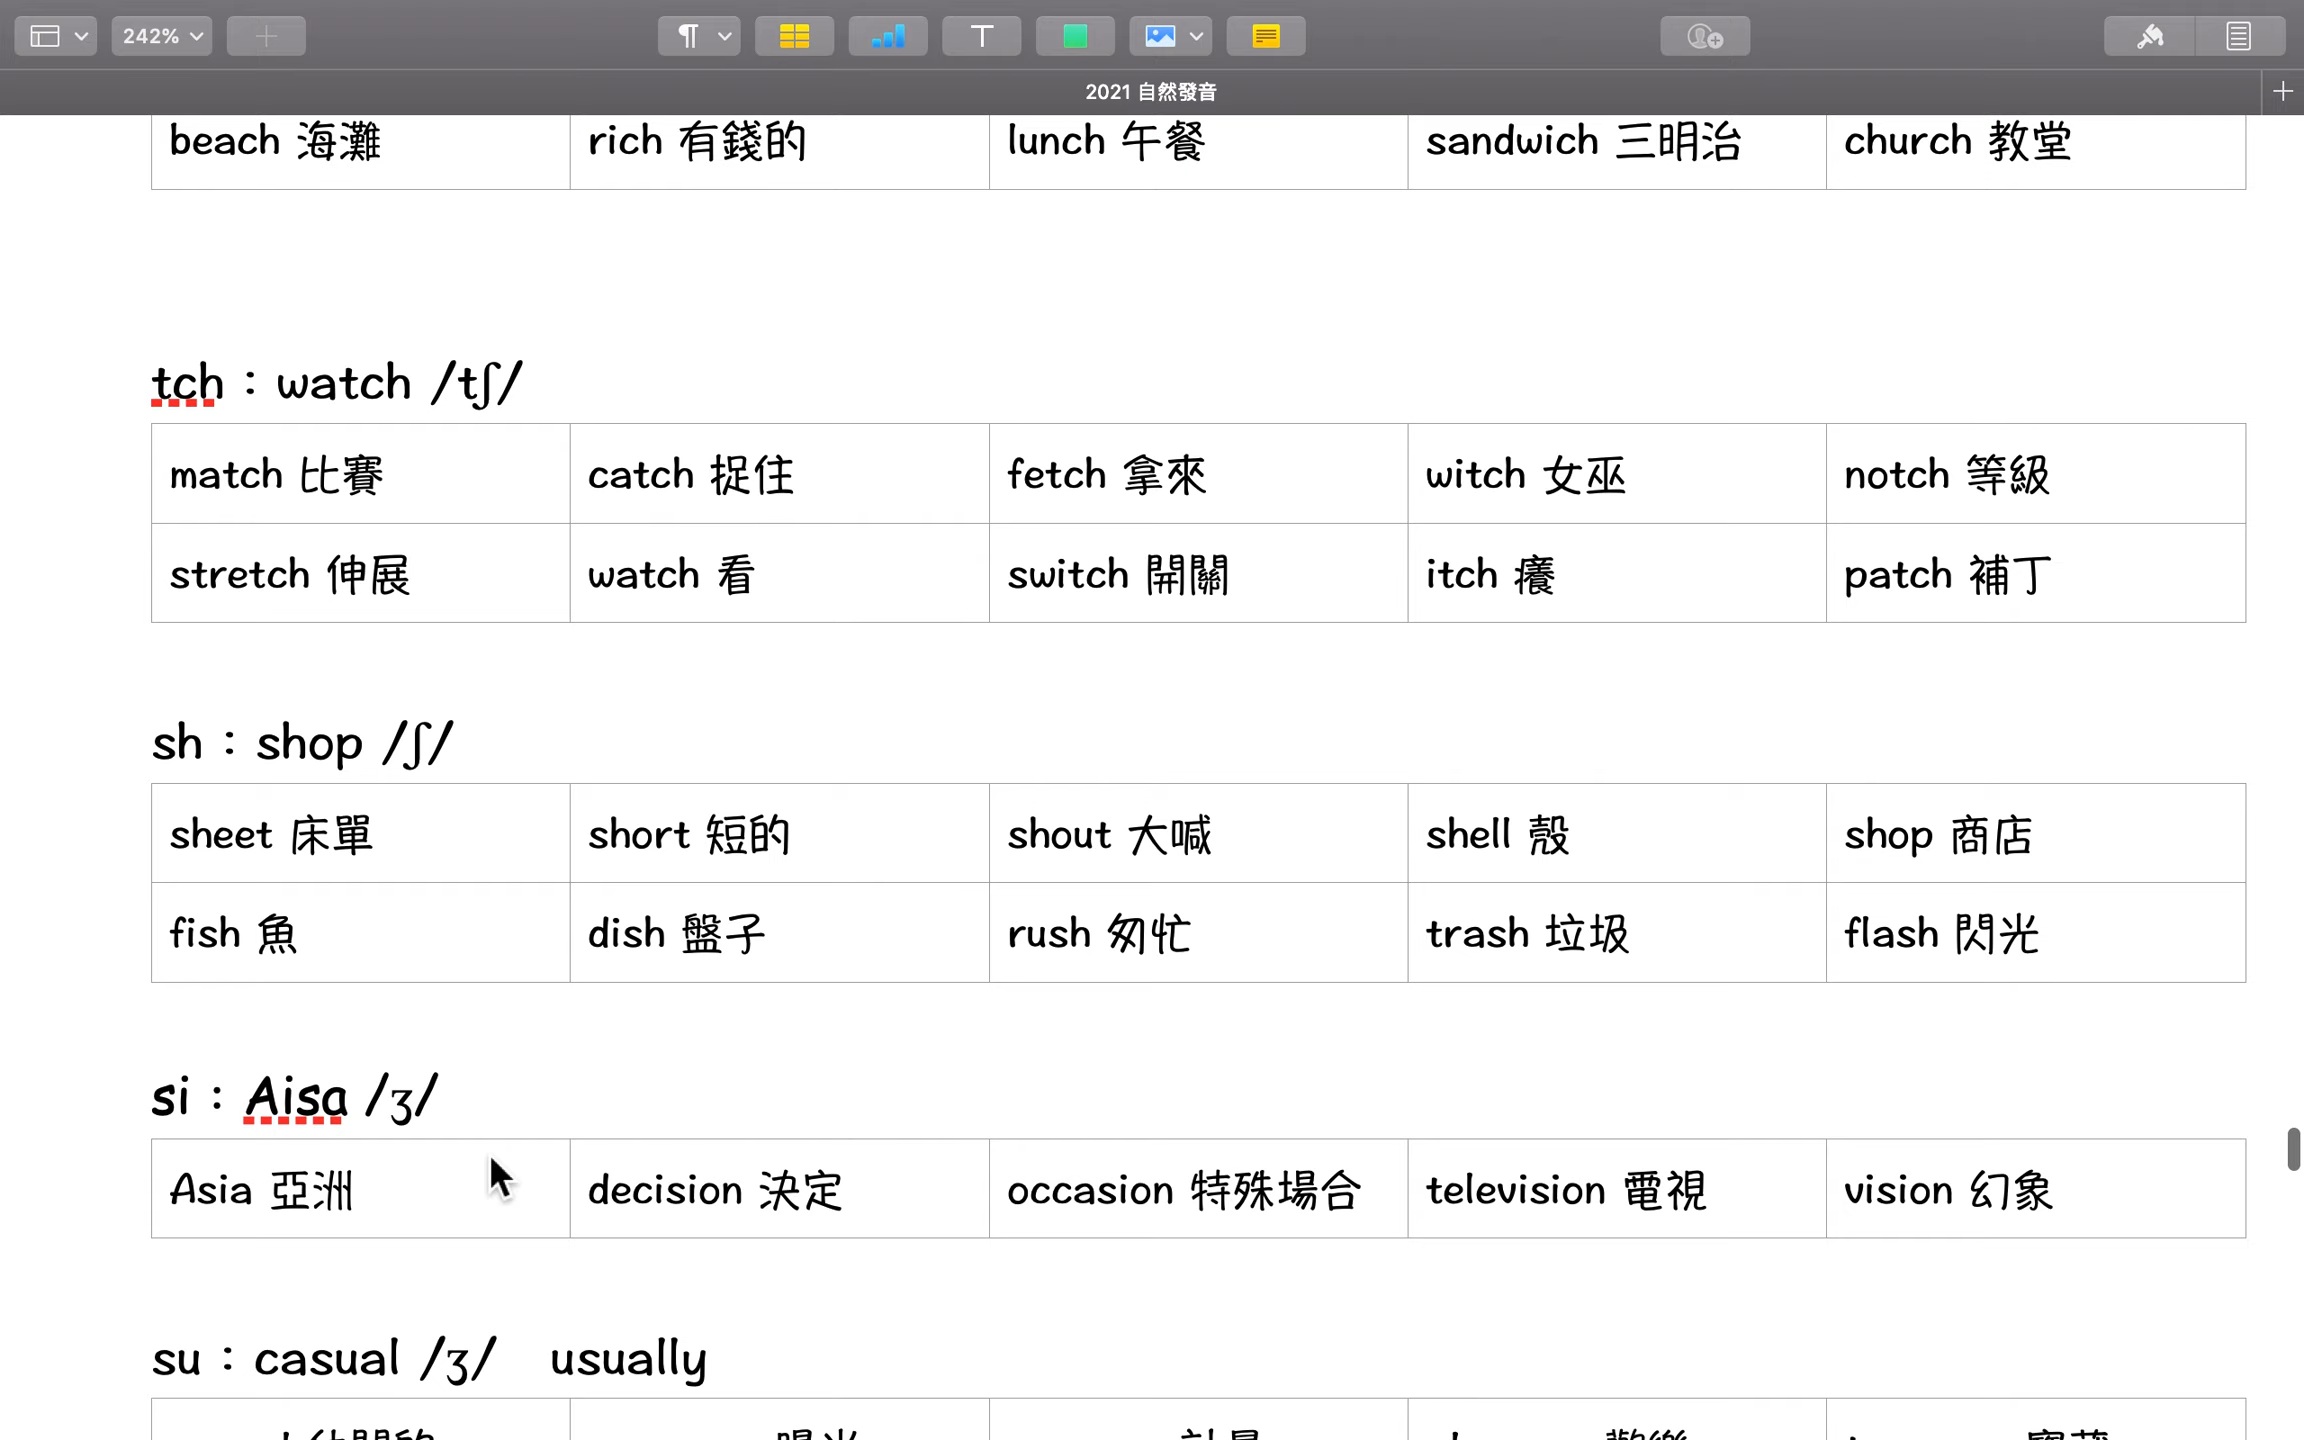 242%
2021 自然發音
beach 海灘 rich 有錢的 lunch 午餐 sandwich 三明治 church 教堂
tch：watch /tʃ/
match 比賽 catch 捉住 fetch 拿來 witch 女巫 notch 等級
stretch 伸展 watch 看 switch 開關 itch 癢 patch 補丁
sh：shop /ʃ/
sheet 床單 short 短的 shout 大喊 shell 殼 shop 商店
fish 魚 dish 盤子 rush 匆忙 trash 垃圾 flash 閃光
si：Aisa /ʒ/
Asia 亞洲 decision 決定 occasion 特殊場合 television 電視 vision 幻象
su：casual /ʒ/ usually